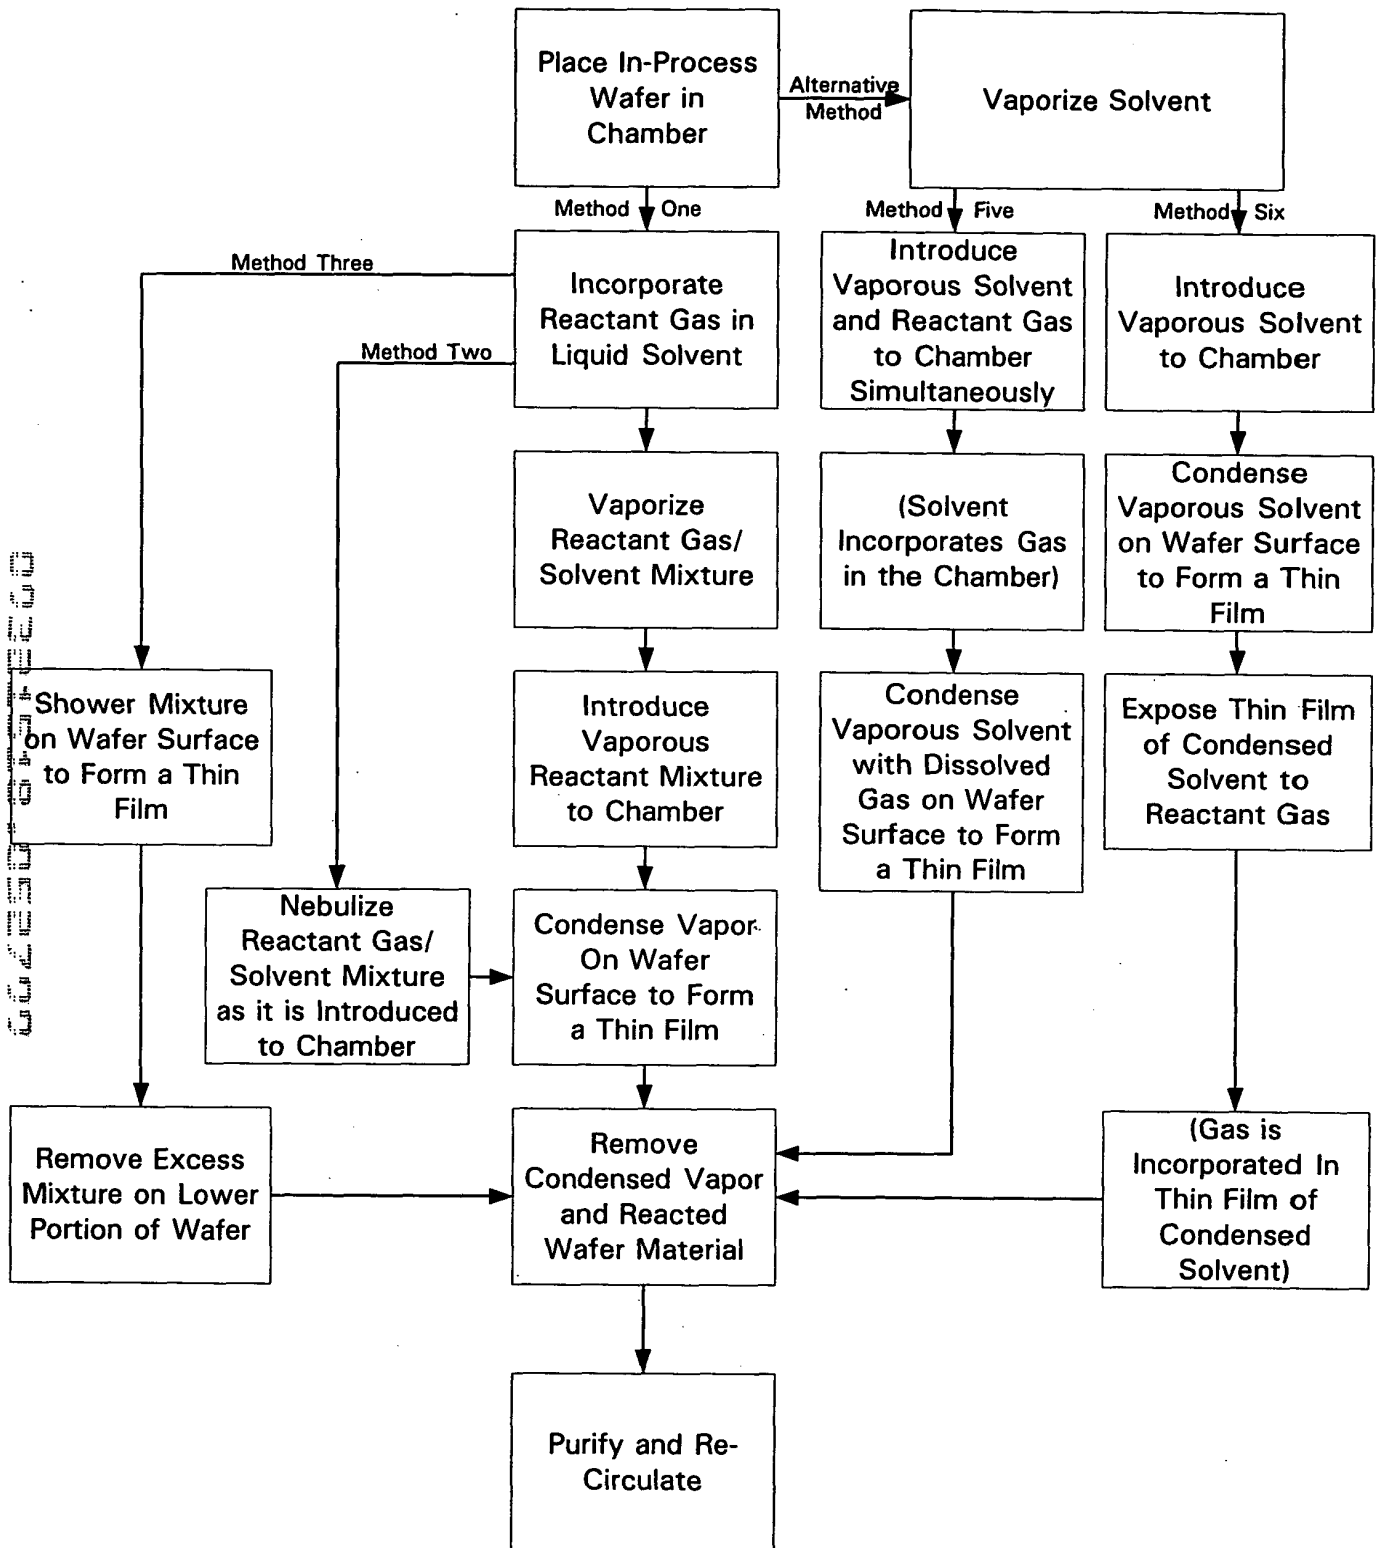 Place In-Process
Wafer in
Chamber
Alternative
Method
Vaporize Solvent
Method One
Method Five
Method Six
Method Three
Incorporate
Reactant Gas in
Liquid Solvent
Method Two
Introduce
Vaporous Solvent
and Reactant Gas
to Chamber
Simultaneously
Introduce
Vaporous Solvent
to Chamber
Vaporize
Reactant Gas/
Solvent Mixture
(Solvent
Incorporates Gas
in the Chamber)
Condense
Vaporous Solvent
on Wafer Surface
to Form a Thin
Film
Shower Mixture
on Wafer Surface
to Form a Thin
Film
Introduce
Vaporous
Reactant Mixture
to Chamber
Condense
Vaporous Solvent
with Dissolved
Gas on Wafer
Surface to Form
a Thin Film
Expose Thin Film
of Condensed
Solvent to
Reactant Gas
Nebulize
Reactant Gas/
Solvent Mixture
as it is Introduced
to Chamber
Condense Vapor
On Wafer
Surface to Form
a Thin Film
Remove Excess
Mixture on Lower
Portion of Wafer
Remove
Condensed Vapor
and Reacted
Wafer Material
(Gas is
Incorporated In
Thin Film of
Condensed
Solvent)
Purify and Re-
Circulate